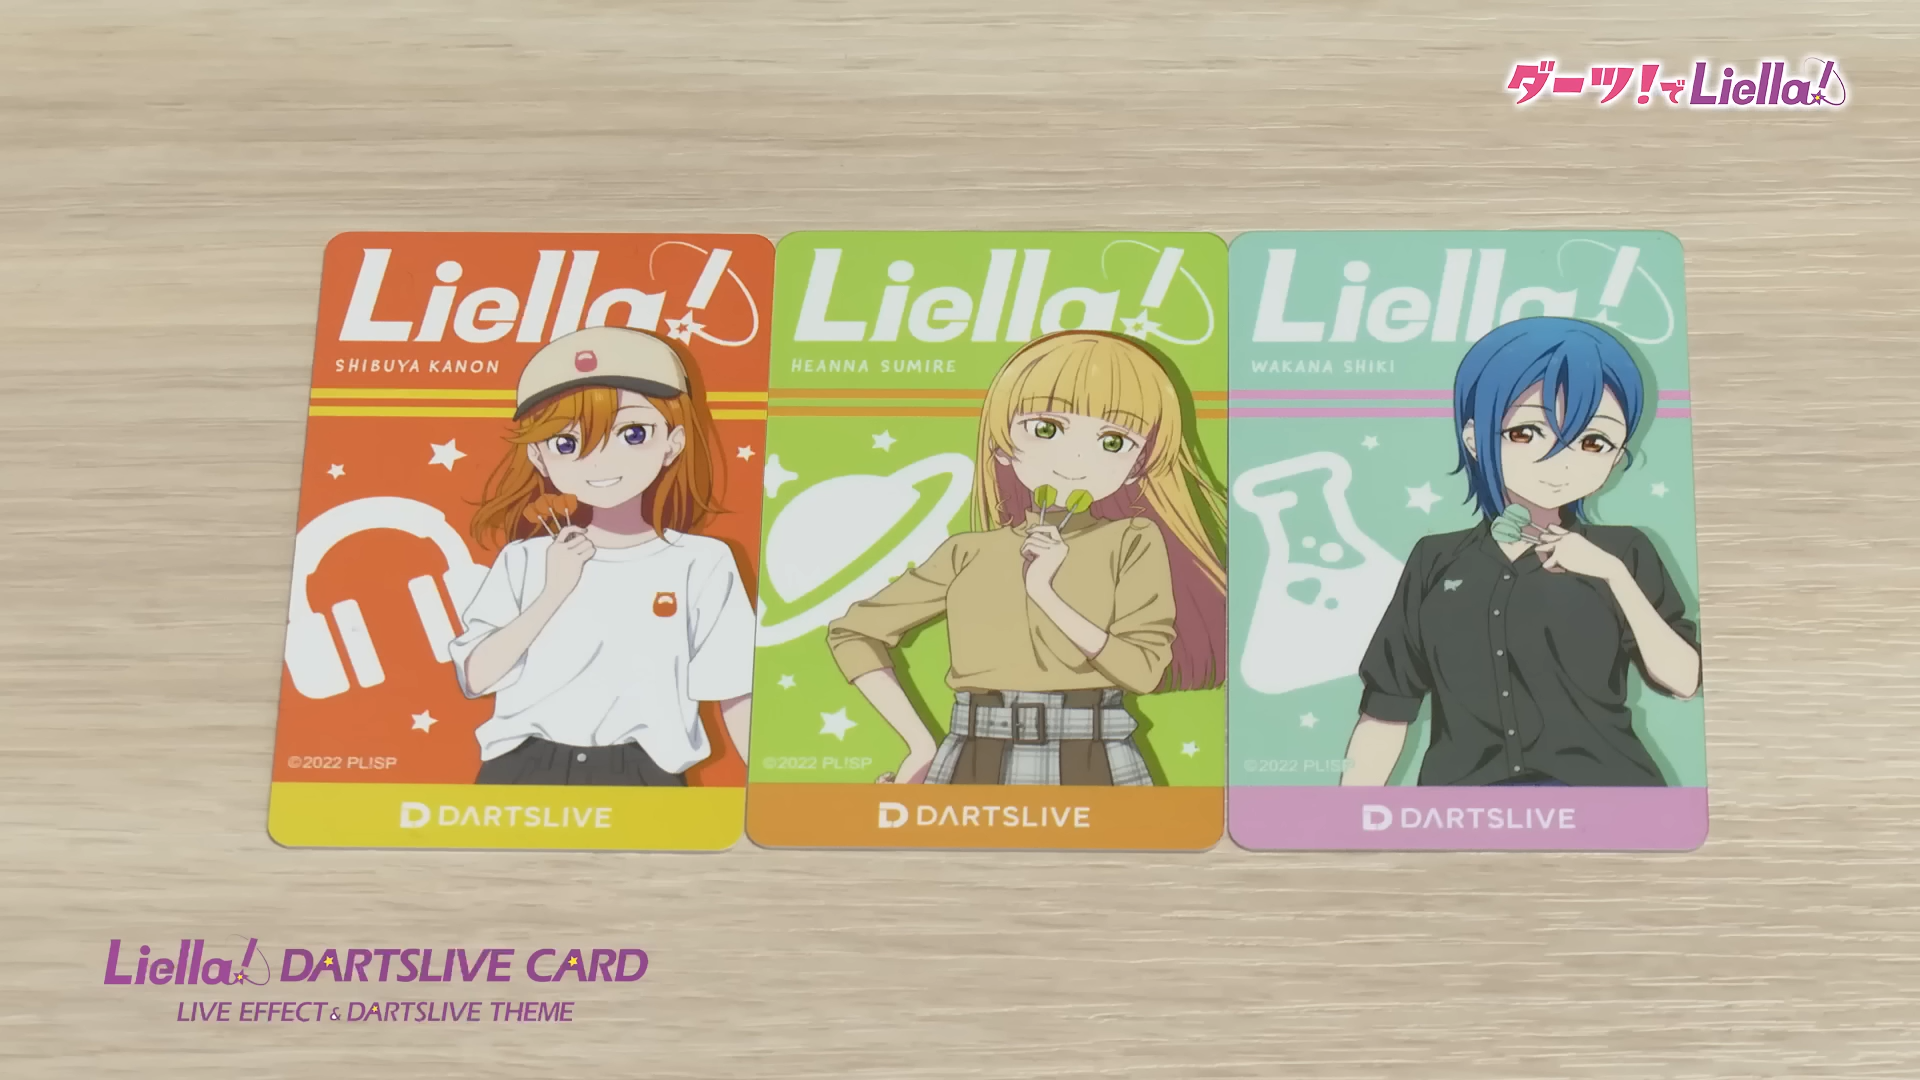 ダーツ!でLiella!
Liella!
SHIBUYA KANON
©2022 PL!SP
DARTSLIVE
Liella!
HEANNA SUMIRE
©2022 PL!SP
DARTSLIVE
Liella!
WAKANA SHIKI
©2022 PL!SP
DARTSLIVE
Liella! DARTSLIVE CARD
LIVE EFFECT & DARTSLIVE THEME